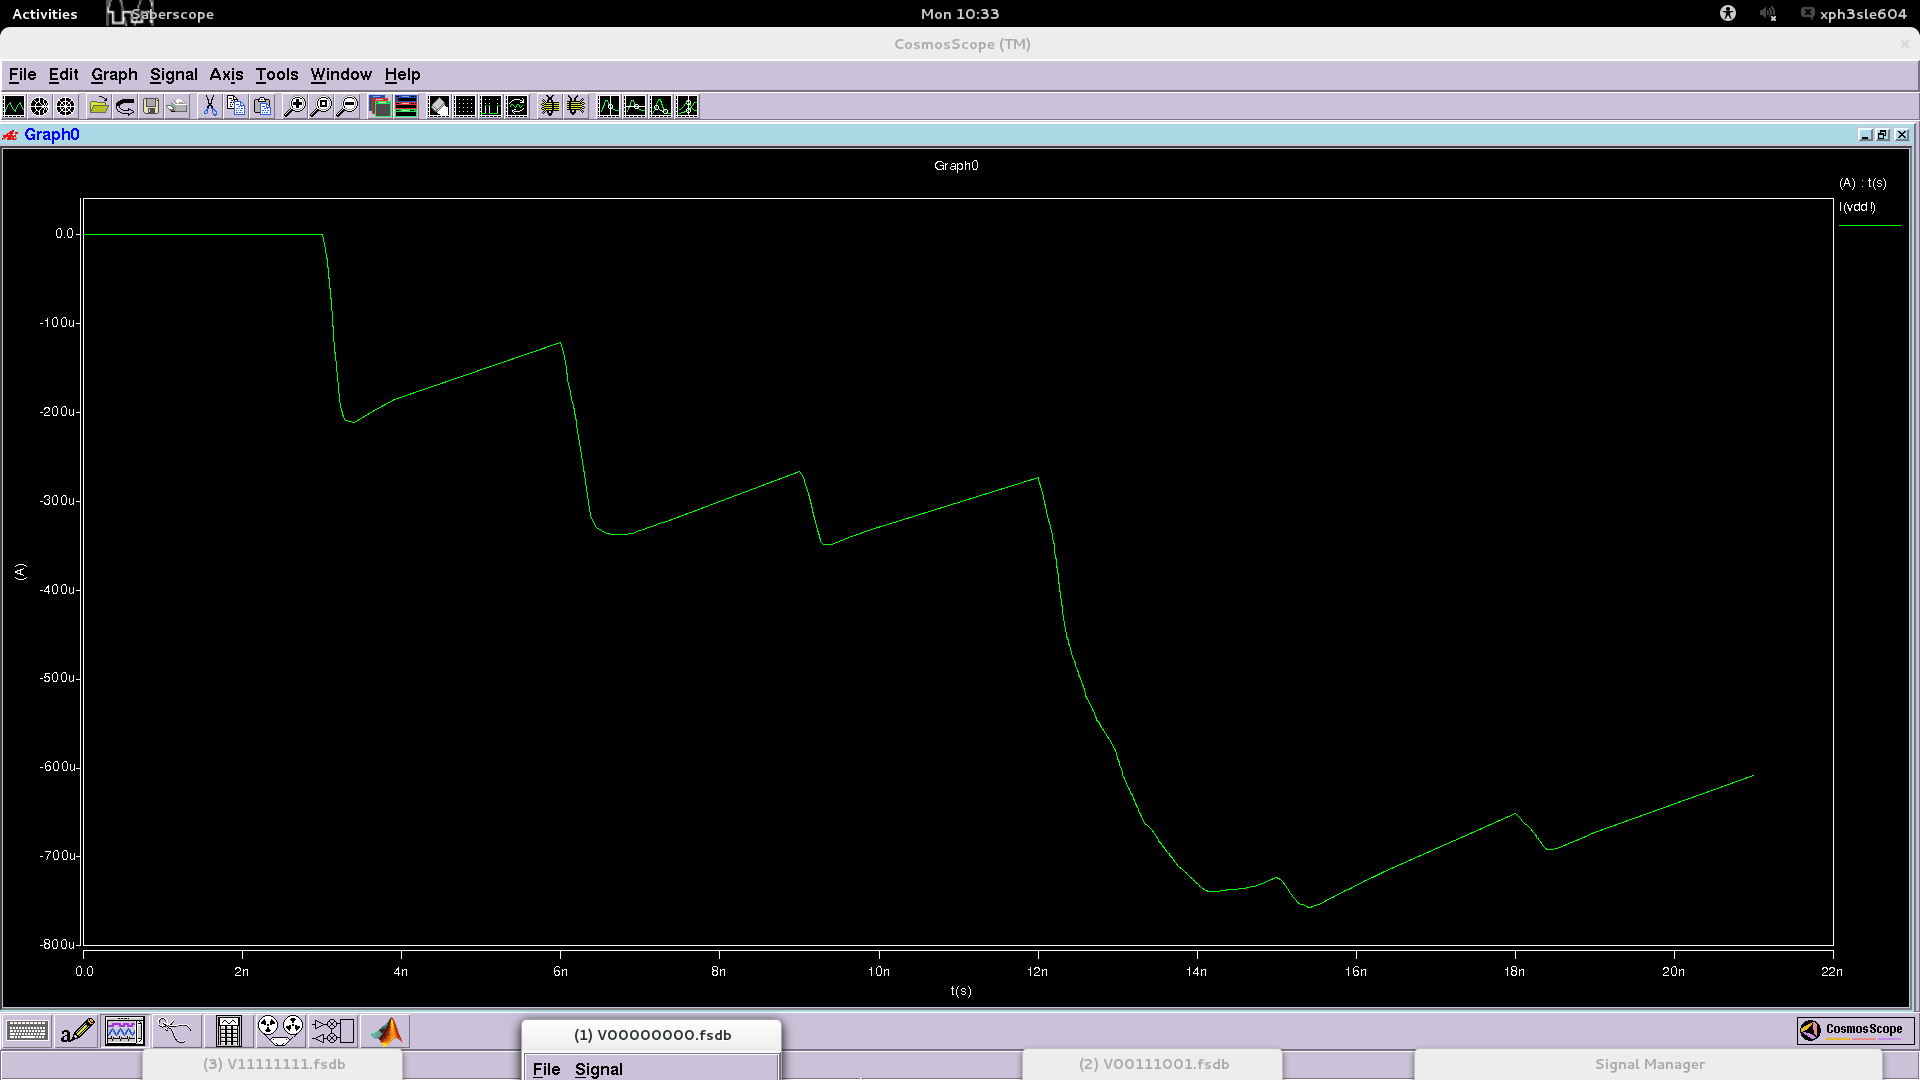 Activities Saberscope Mon 10:33 xph3sle604
CosmosScope (TM)
File Edit Graph Signal Axis Tools Window Help
Graph0
Graph0
(A) : t(s)
I(vdd!)
0.0
-100u
-200u
-300u
-400u
-500u
-600u
-700u
-800u
(A)
0.0 2n 4n 6n 8n 10n 12n 14n 16n 18n 20n 22n
t(s)
a
CosmosScope
(1) V00000000.fsdb
(3) V11111111.fsdb
(2) V00111001.fsdb
Signal Manager
File Signal